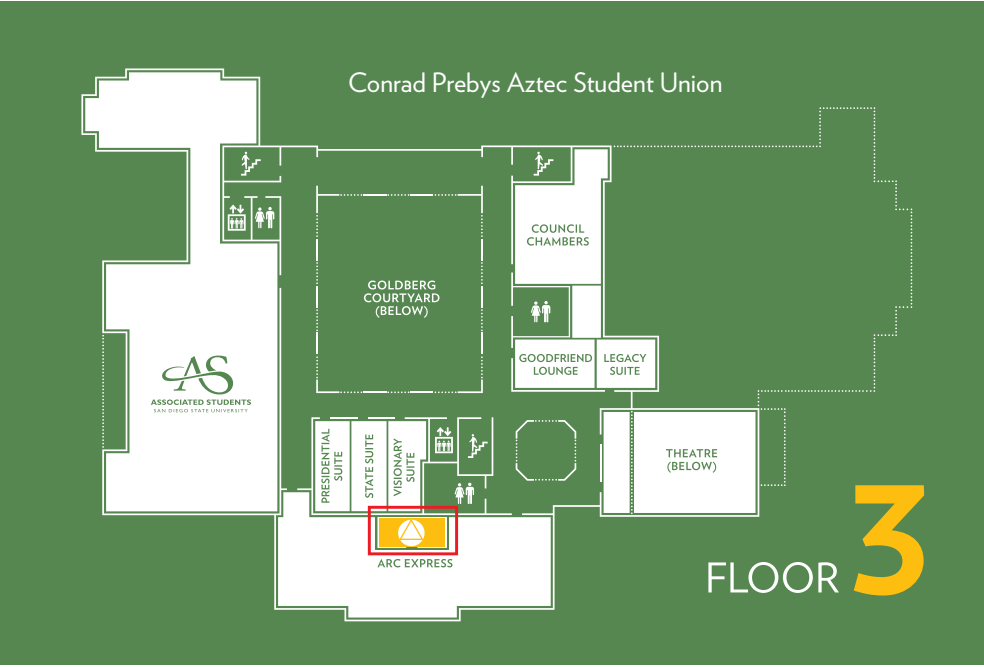 Conrad Prebys Aztec Student Union
COUNCIL
CHAMBERS
GOLDBERG
COURTYARD
(BELOW)
GOODFRIEND
LOUNGE
LEGACY
SUITE
AS
ASSOCIATED STUDENTS
SAN DIEGO STATE UNIVERSITY
PRESIDENTIAL
SUITE
STATE SUITE
VISIONARY
SUITE
THEATRE
(BELOW)
ARC EXPRESS
FLOOR 3